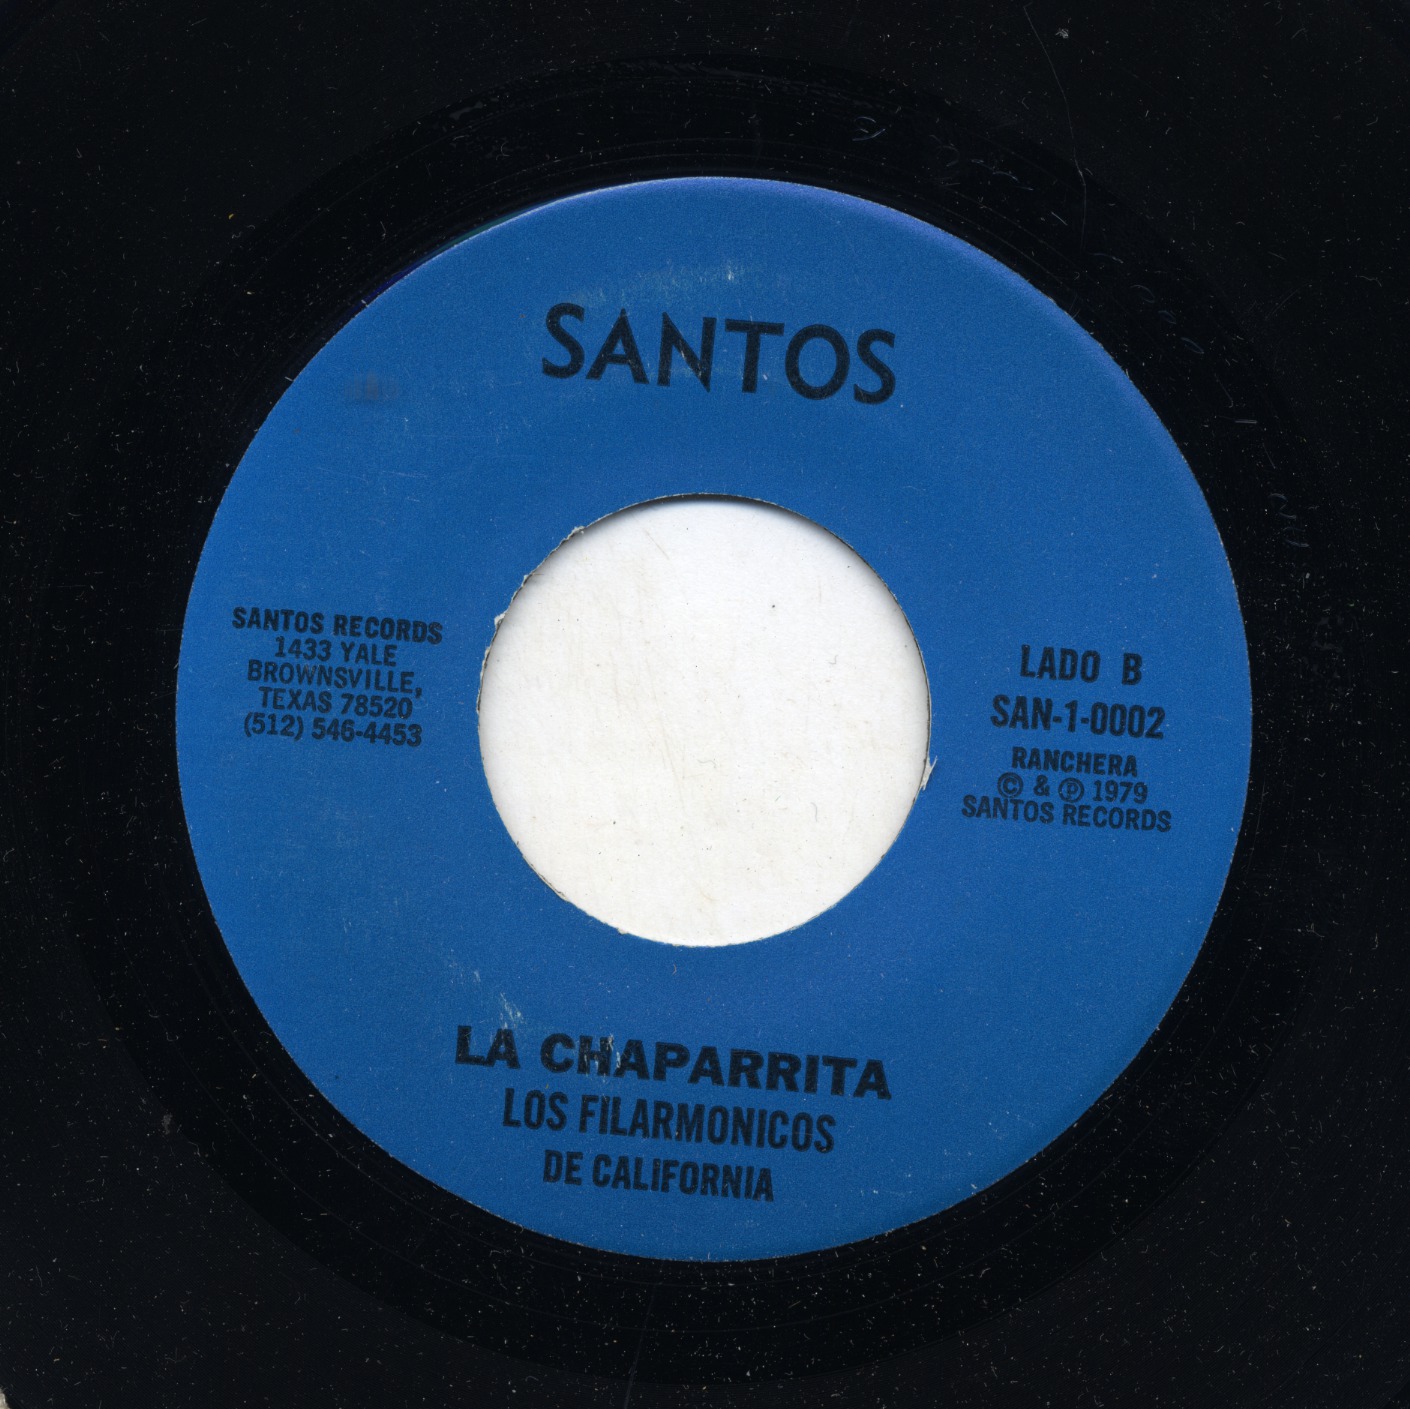 SANTOS
SANTOS RECORDS
1433 YALE
BROWNSVILLE,
TEXAS 78520
(512) 546-4453
LADO B
SAN-1-0002
RANCHERA
© & ℗ 1979
SANTOS RECORDS
LA CHAPARRITA
LOS FILARMONICOS
DE CALIFORNIA